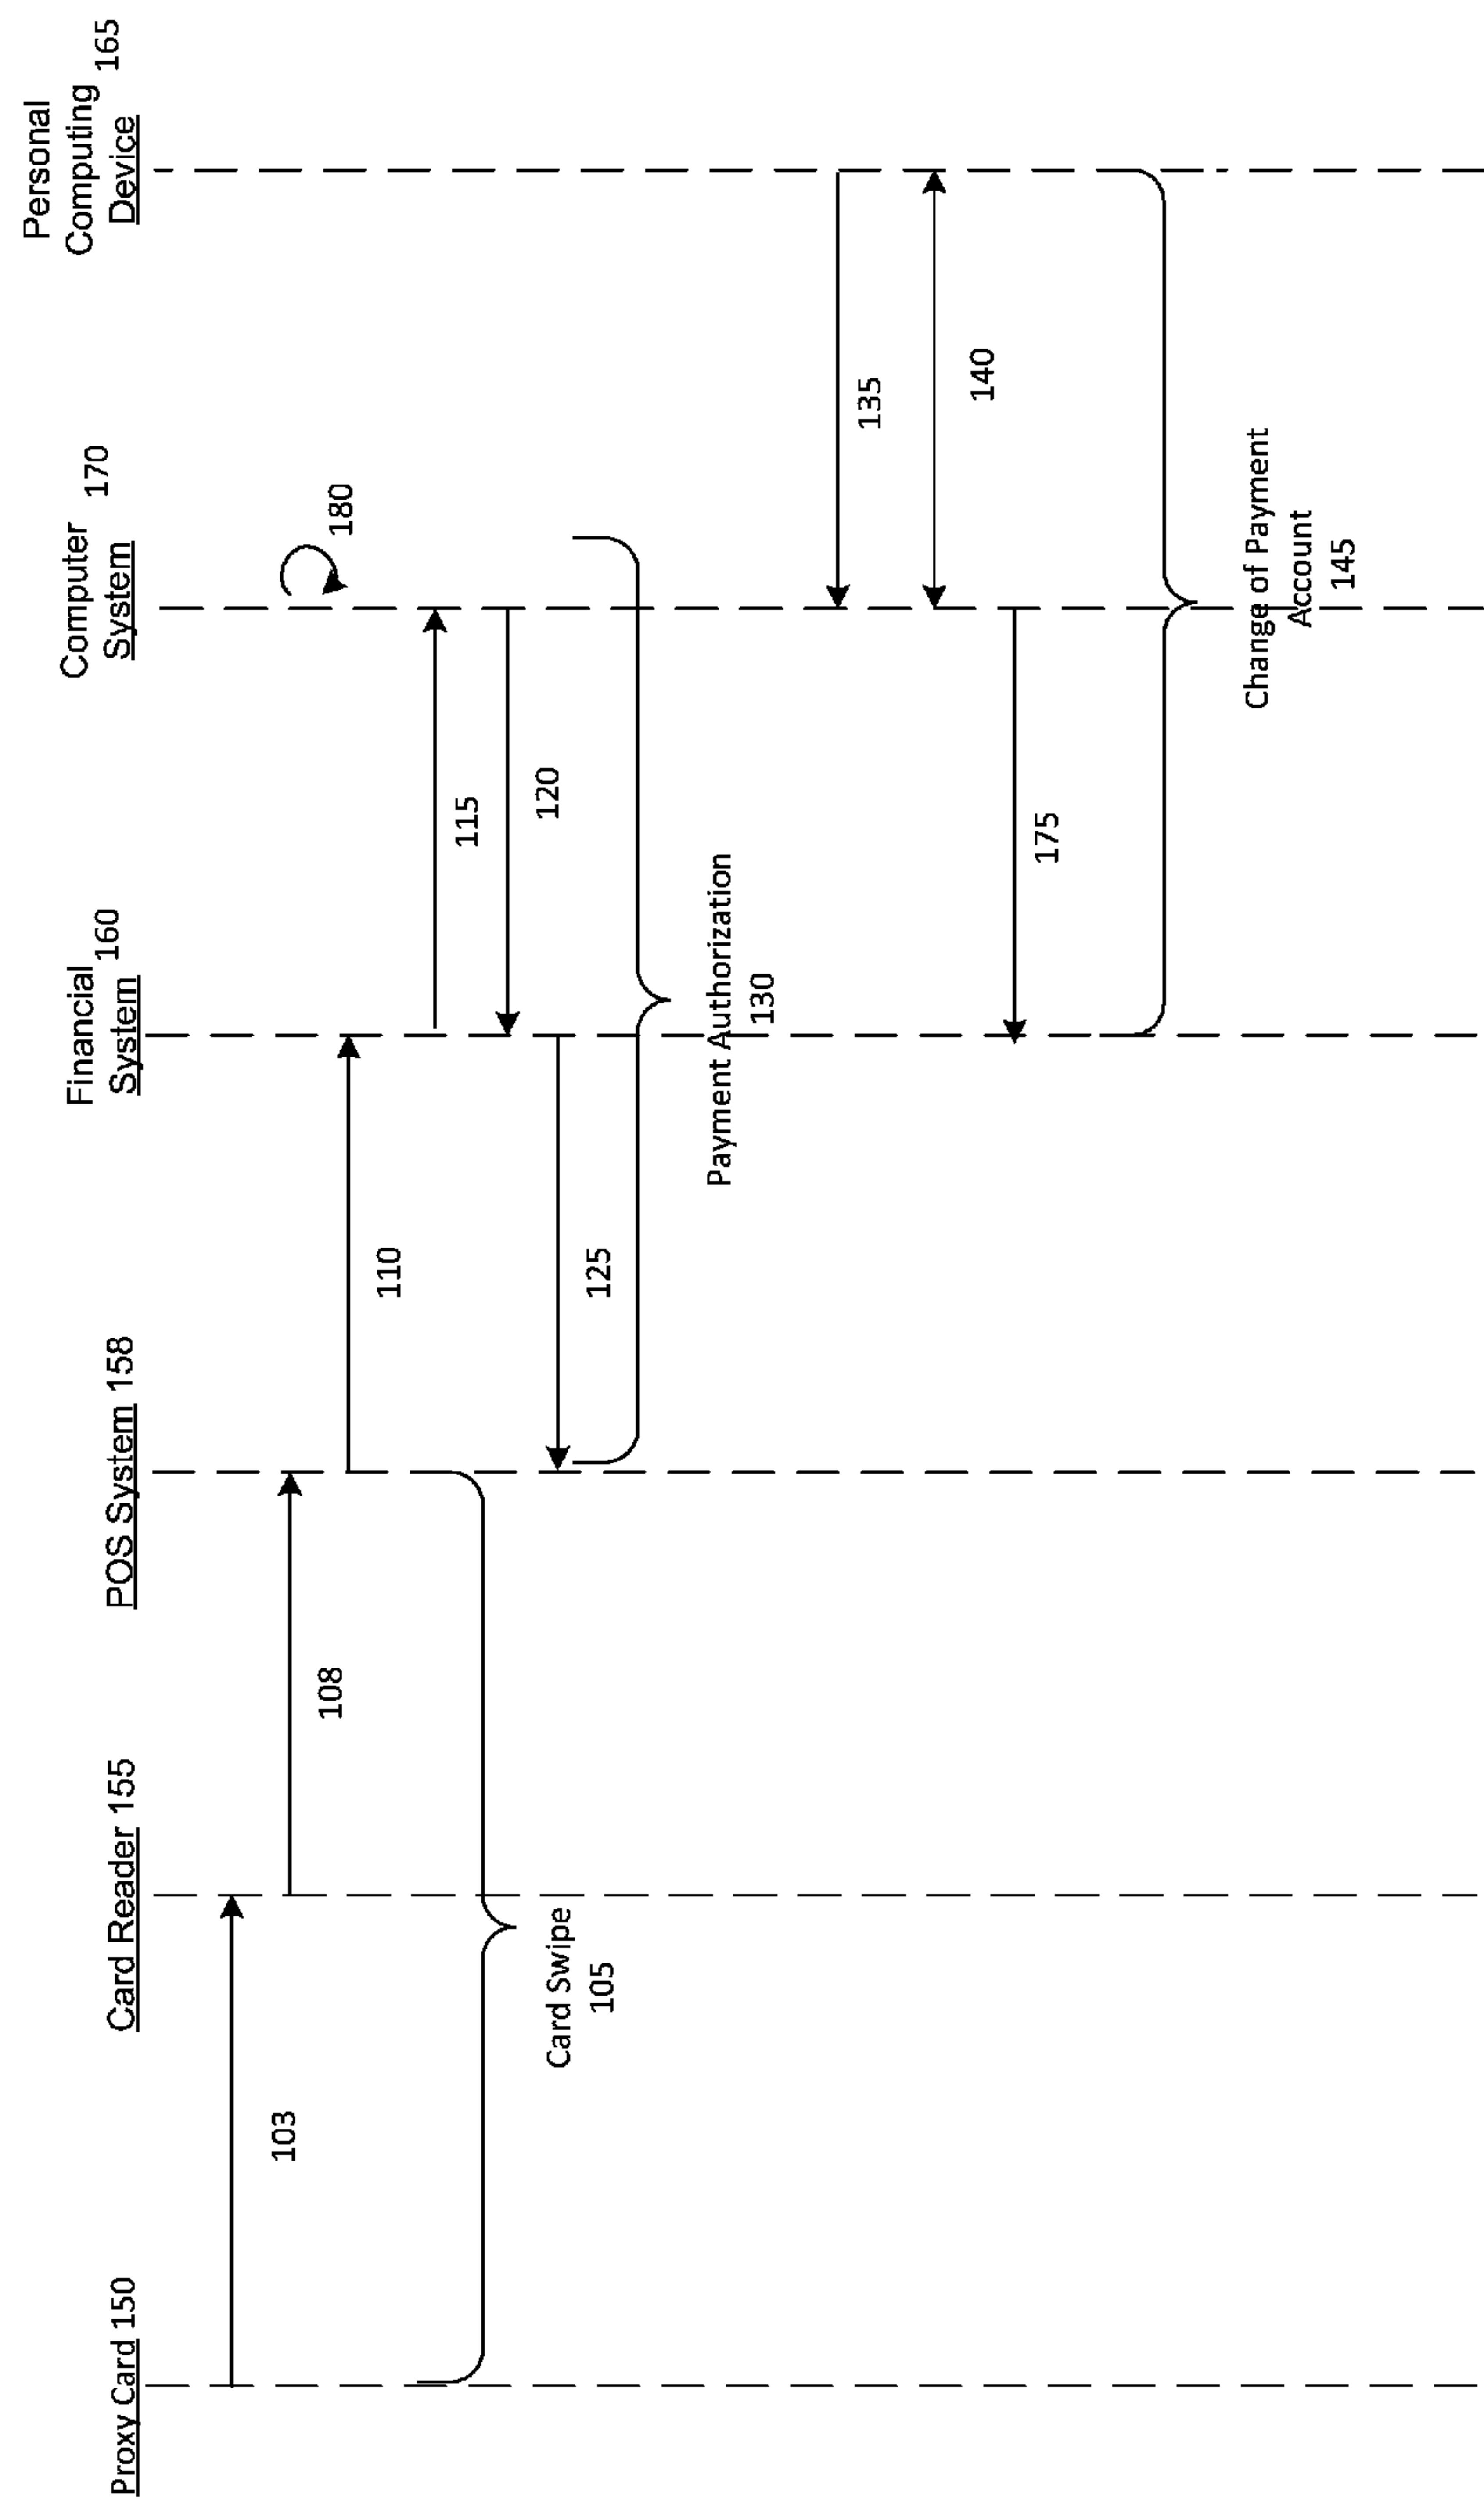 Proxy Card 150
Card Reader 155
POS System 158
Financial
System 160
Computer 170
System
Personal
Computing 165
Device
103
108
110
180
115
120
125
Card Swipe
105
Payment Authorization
130
135
140
175
Change of Payment
Account
145